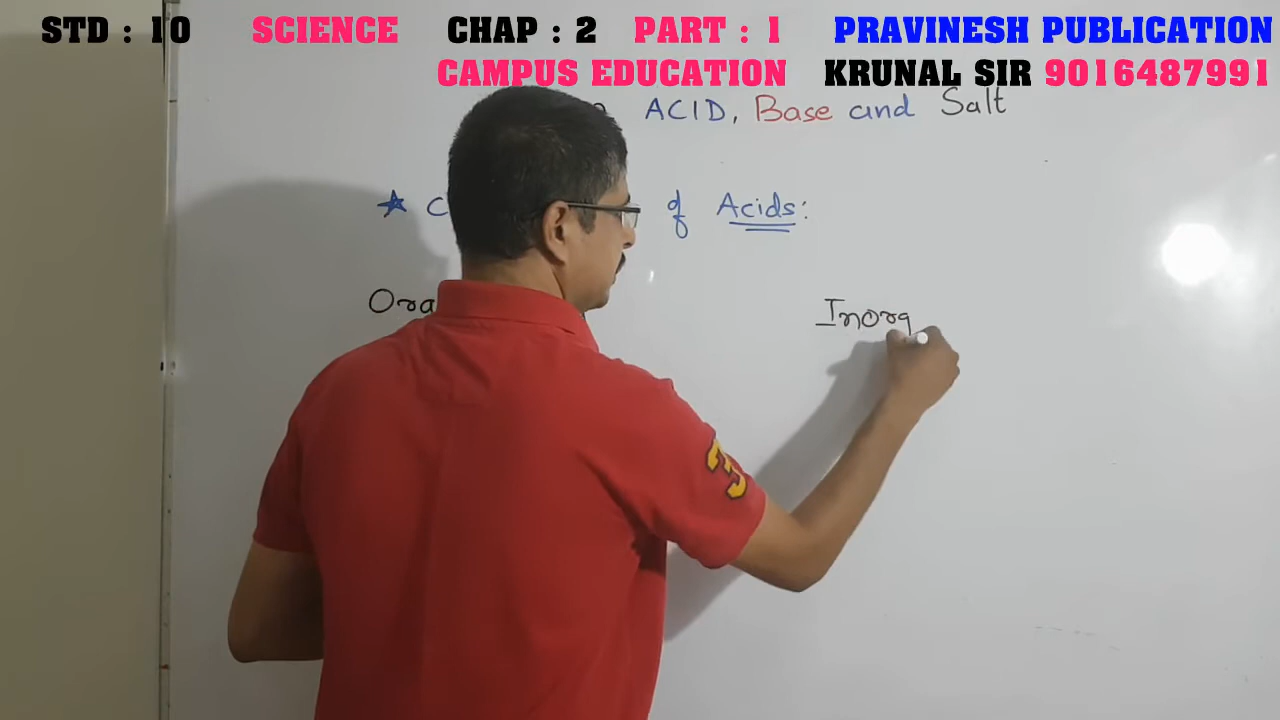 STD : 10 SCIENCE CHAP : 2 PART : 1 PRAVINESH PUBLICATION
CAMPUS EDUCATION KRUNAL SIR 9016487991
ACID, Base and Salt
of Acids: